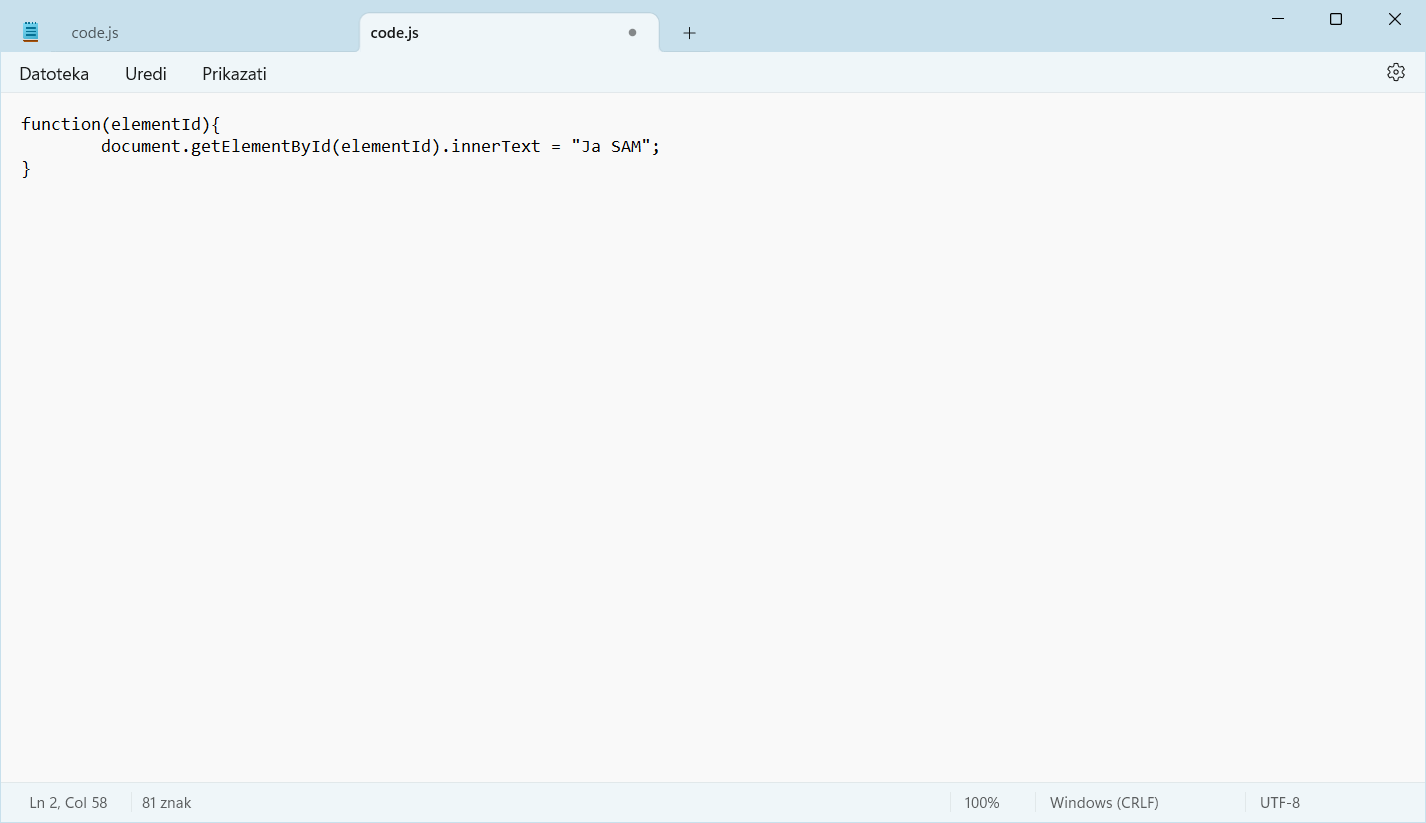 code.js
code.js
Datoteka Uredi Prikazati
function(elementId){
        document.getElementById(elementId).innerText = "Ja SAM";
}
Ln 2, Col 58 81 znak 100% Windows (CRLF) UTF-8